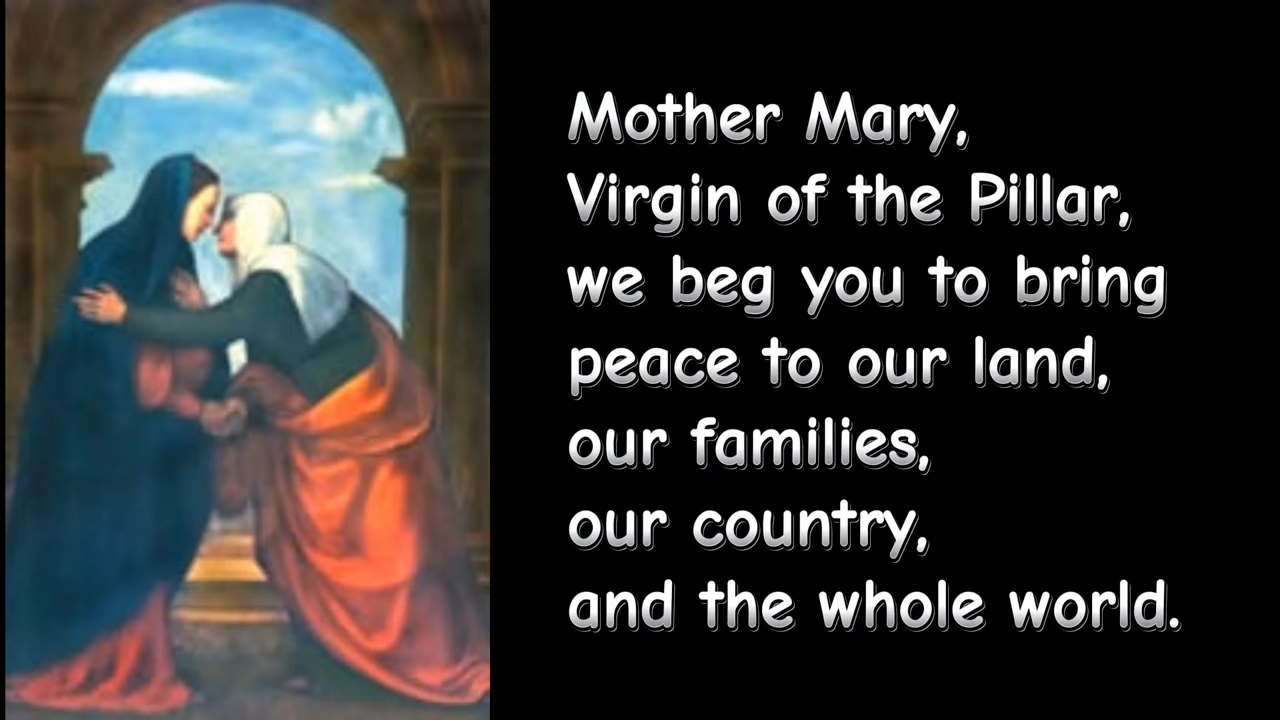 Mother Mary,
Virgin of the Pillar,
we beg you to bring
peace to our land,
our families,
our country,
and the whole world.